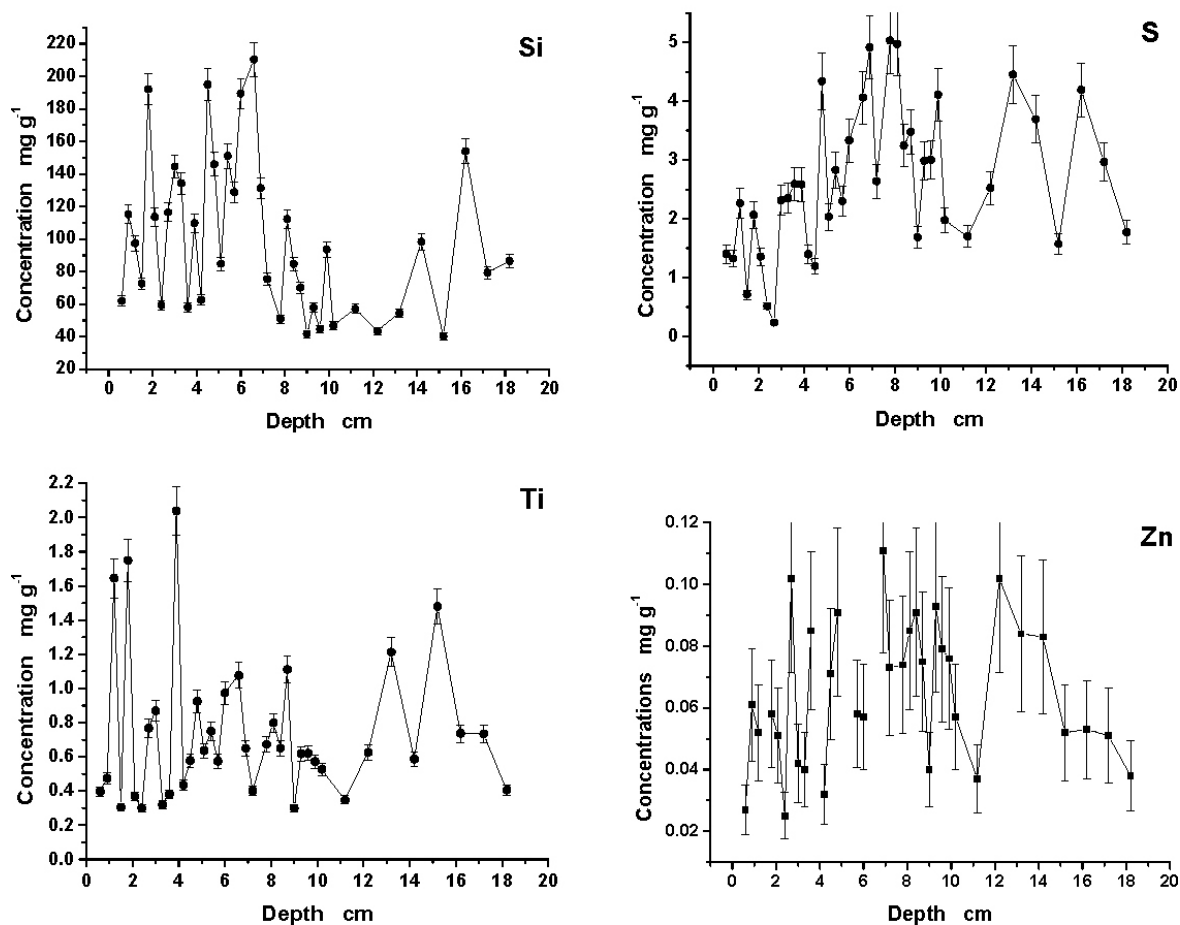 Si
Concentration mg g-1
220
200
180
160
140
120
100
80
60
40
20
0 2 4 6 8 10 12 14 16 18 20
Depth cm
S
Concentration mg g-1
5
4
3
2
1
0
0 2 4 6 8 10 12 14 16 18 20
Depth cm
Ti
Concentration mg g-1
2.2
2.0
1.8
1.6
1.4
1.2
1.0
0.8
0.6
0.4
0.2
0.0
0 2 4 6 8 10 12 14 16 18 20
Depth cm
Zn
Concentrations mg g-1
0.12
0.10
0.08
0.06
0.04
0.02
0 2 4 6 8 10 12 14 16 18 20
Depth cm